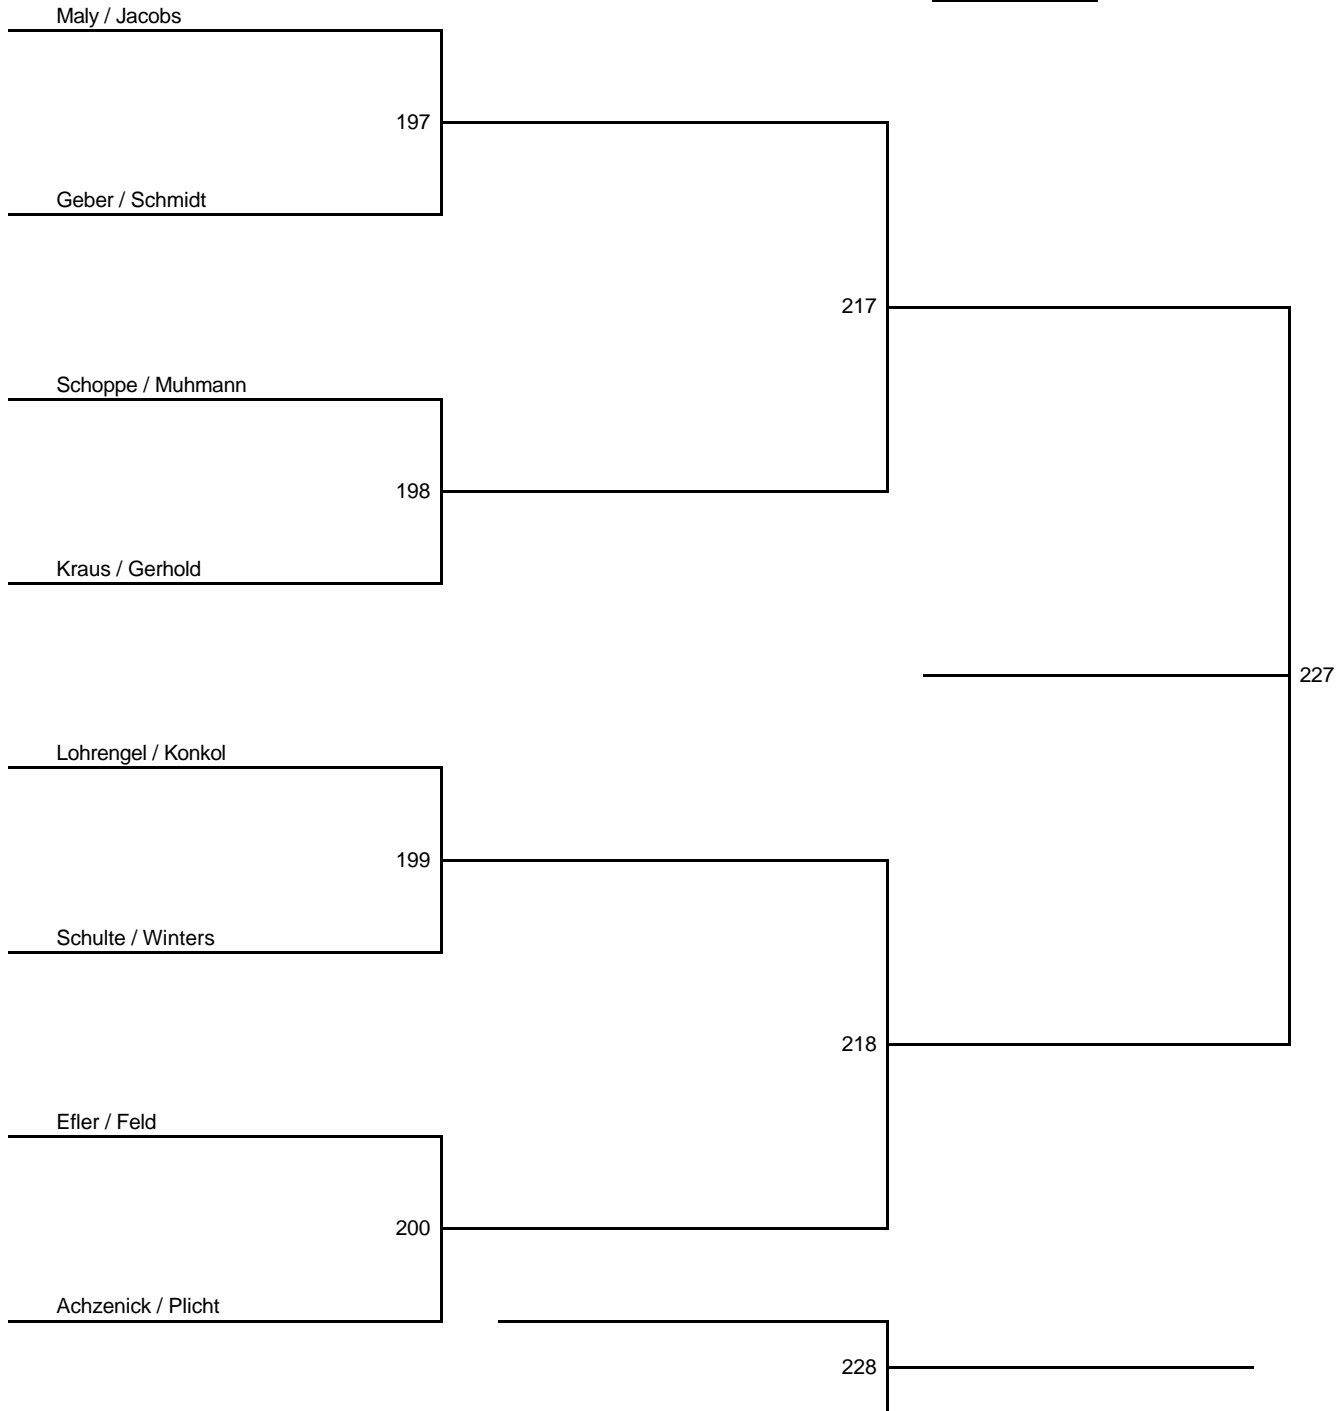 Maly / Jacobs
197
Geber / Schmidt
217
Schoppe / Muhmann
198
Kraus / Gerhold
227
Lohrengel / Konkol
199
Schulte / Winters
218
Efler / Feld
200
Achzenick / Plicht
228